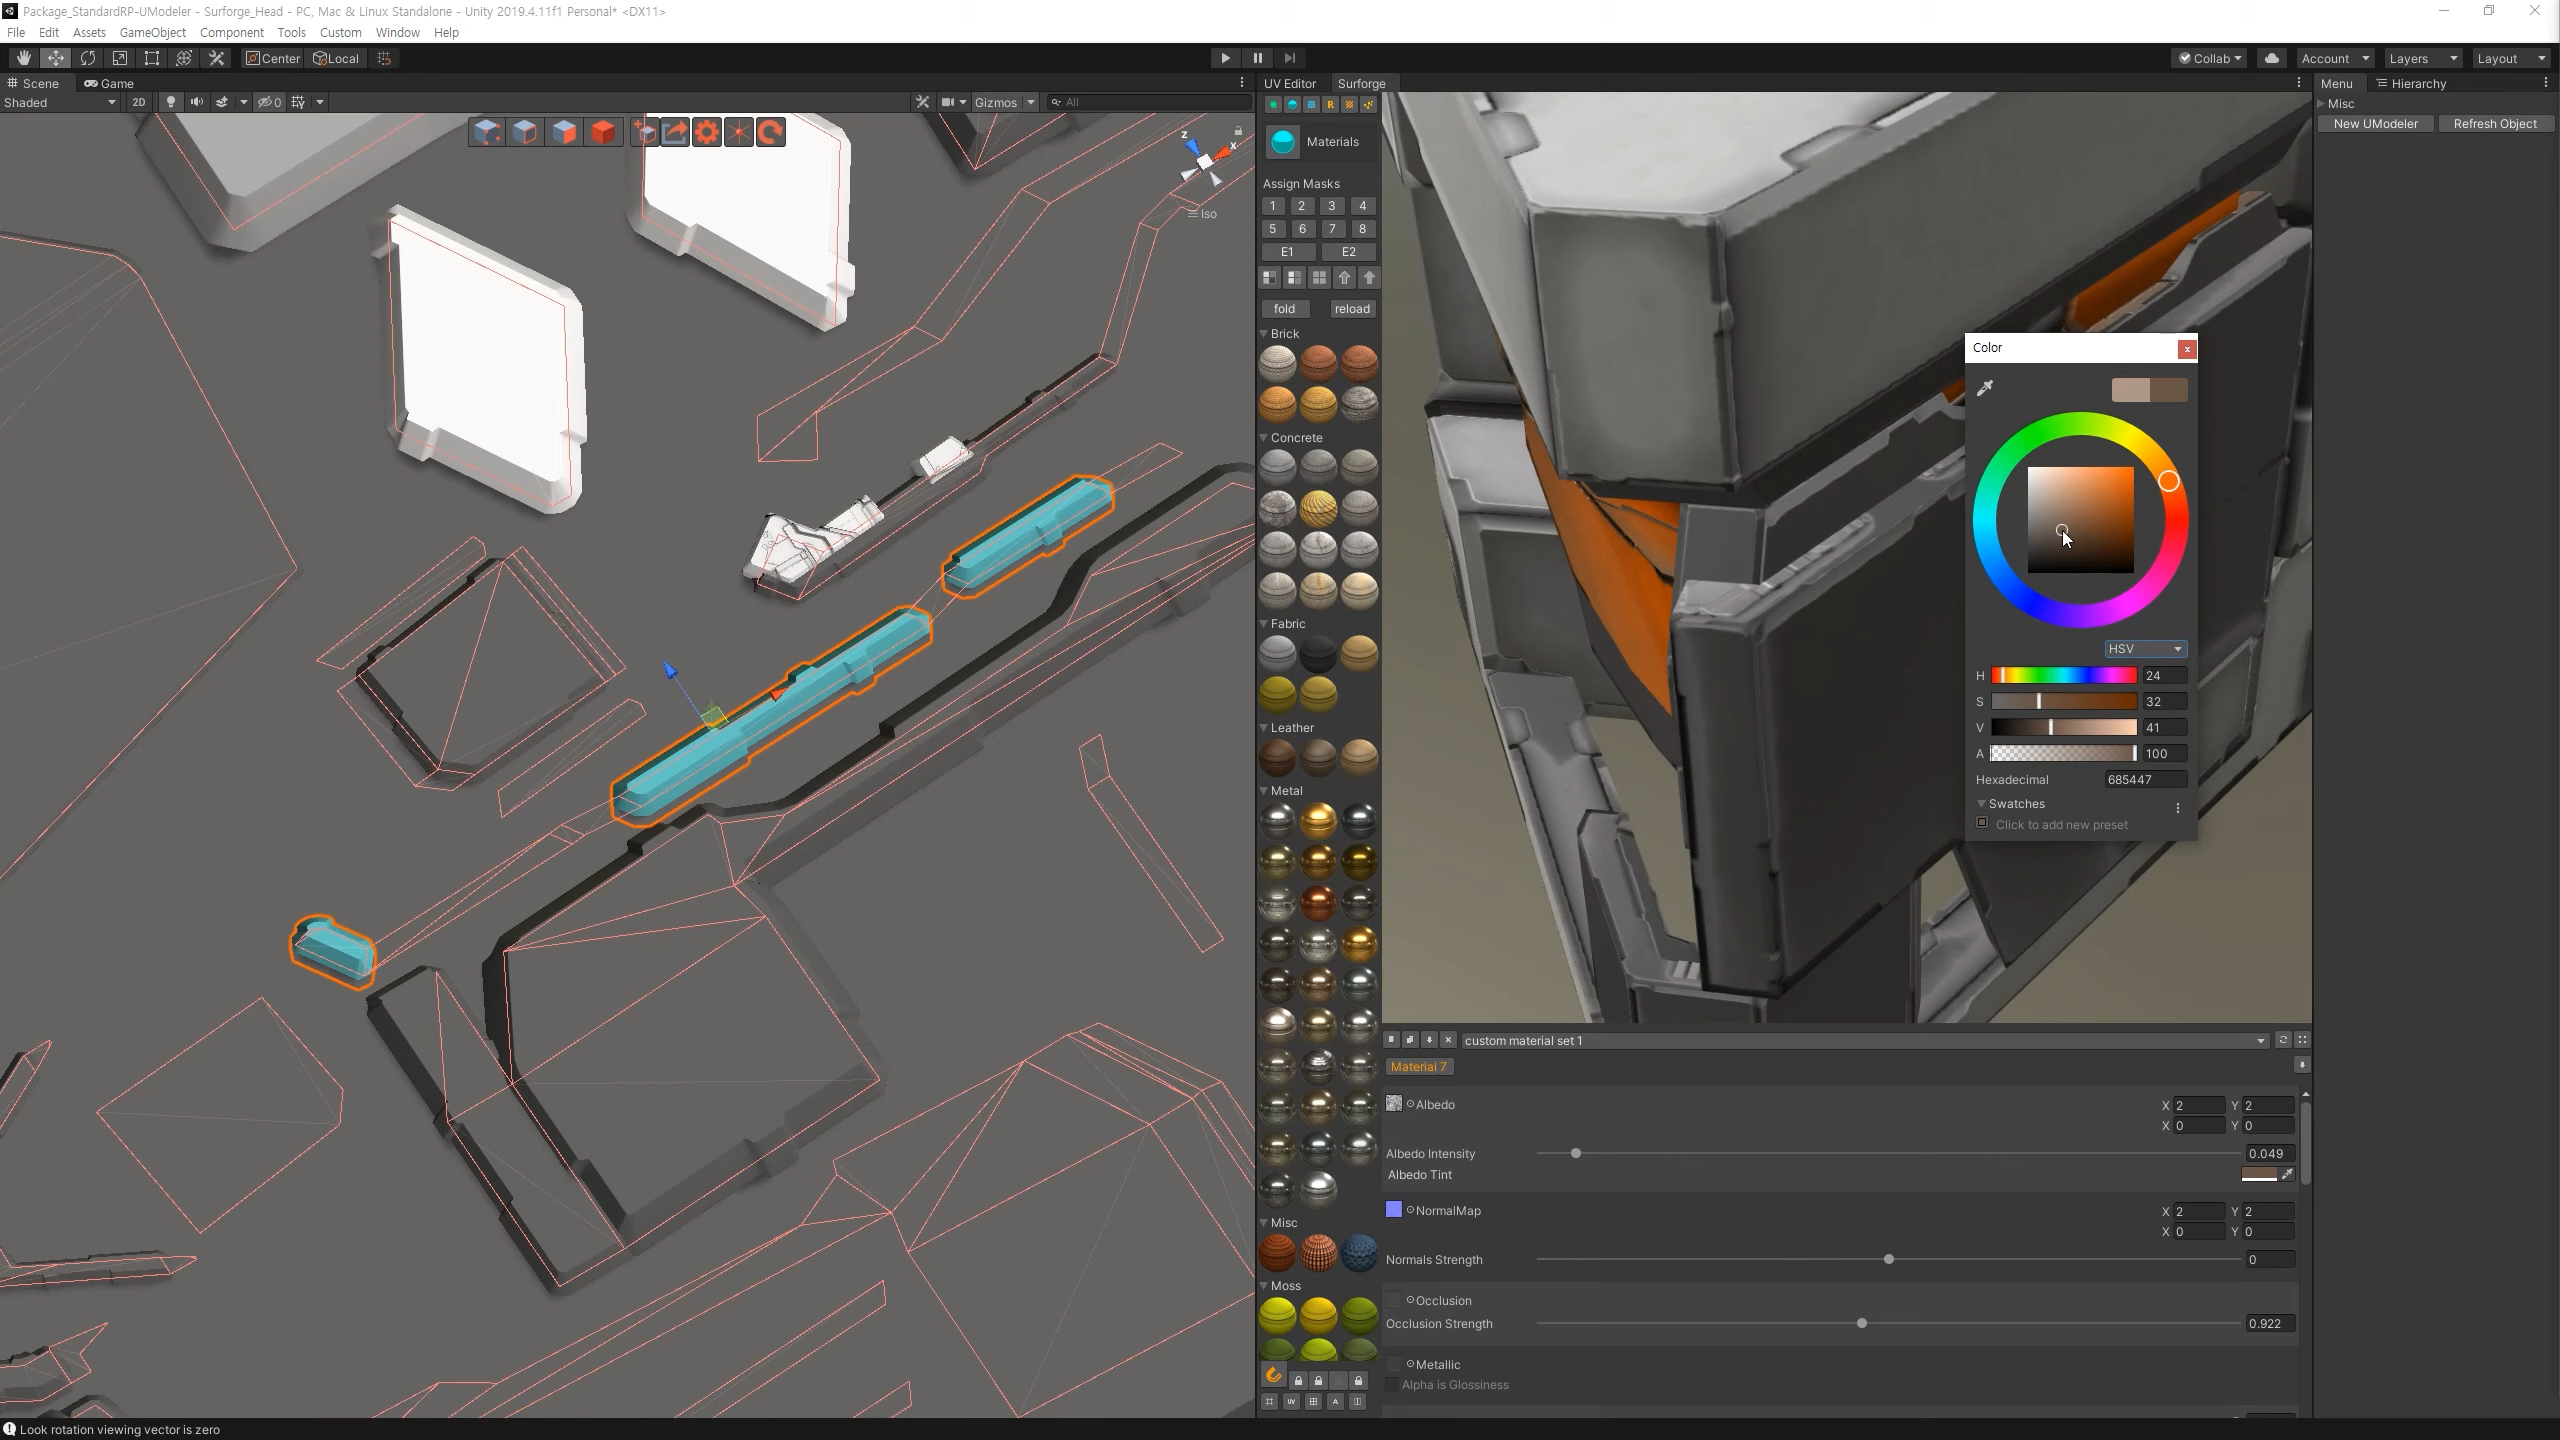 Package_StandardRP-UModeler - Surforge_Head - PC, Mac & Linux Standalone - Unity 2019.4.11f1 Personal* <DX11>
File Edit Assets GameObject Component Tools Custom Window Help
Center Local Collab Account Layers Layout
Scene Game UV Editor Surforge Menu Hierarchy
Shaded 2D 0 Gizmos All
Misc
New UModeler Refresh Object
R
Materials
z x
Iso
Assign Masks
1 2 3 4
5 6 7 8
E1 E2
fold reload
Brick
Concrete
Fabric
Leather
Metal
Misc
Moss
UV A
Color x
HSV
H 24
S 32
V 41
A 100
Hexadecimal 685447
Swatches
Click to add new preset
custom material set 1
Material 7
Albedo X 2 Y 2
X 0 Y 0
Albedo Intensity 0.049
Albedo Tint
NormalMap X 2 Y 2
X 0 Y 0
Normals Strength 0
Occlusion
Occlusion Strength 0.922
Metallic
Alpha is Glossiness
Look rotation viewing vector is zero